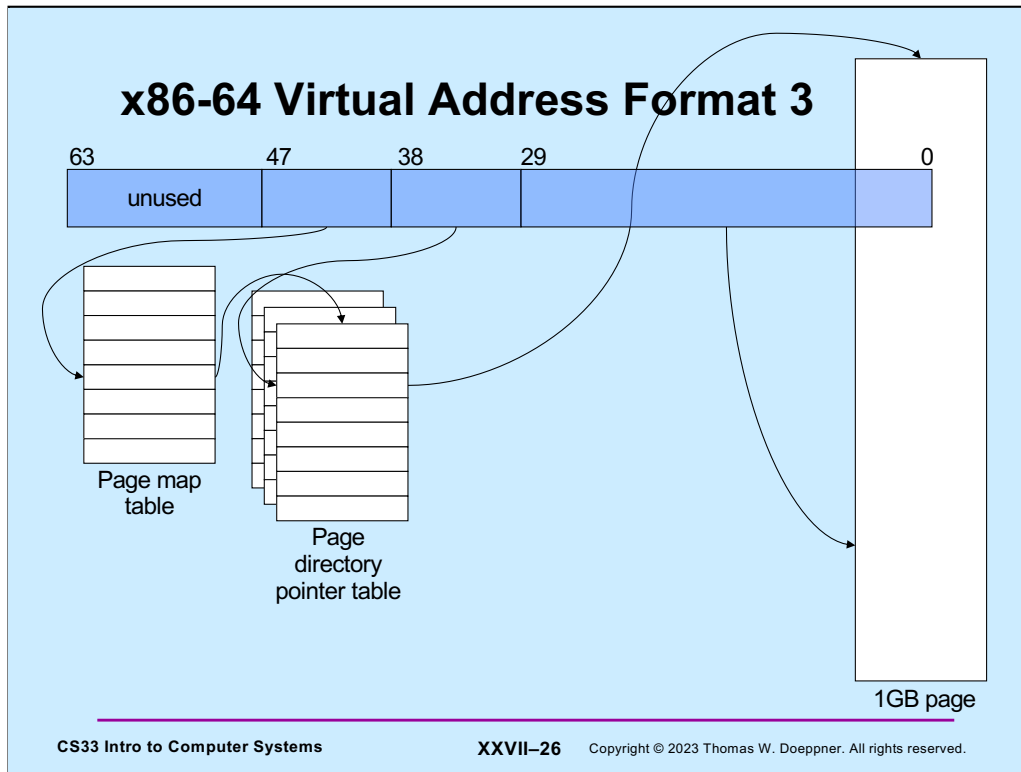 x86-64 Virtual Address Format 3
63 47 38 29 0
unused
Page map
table
Page
directory
pointer table
1GB page
CS33 Intro to Computer Systems XXVII–26 Copyright © 2023 Thomas W. Doeppner. All rights reserved.